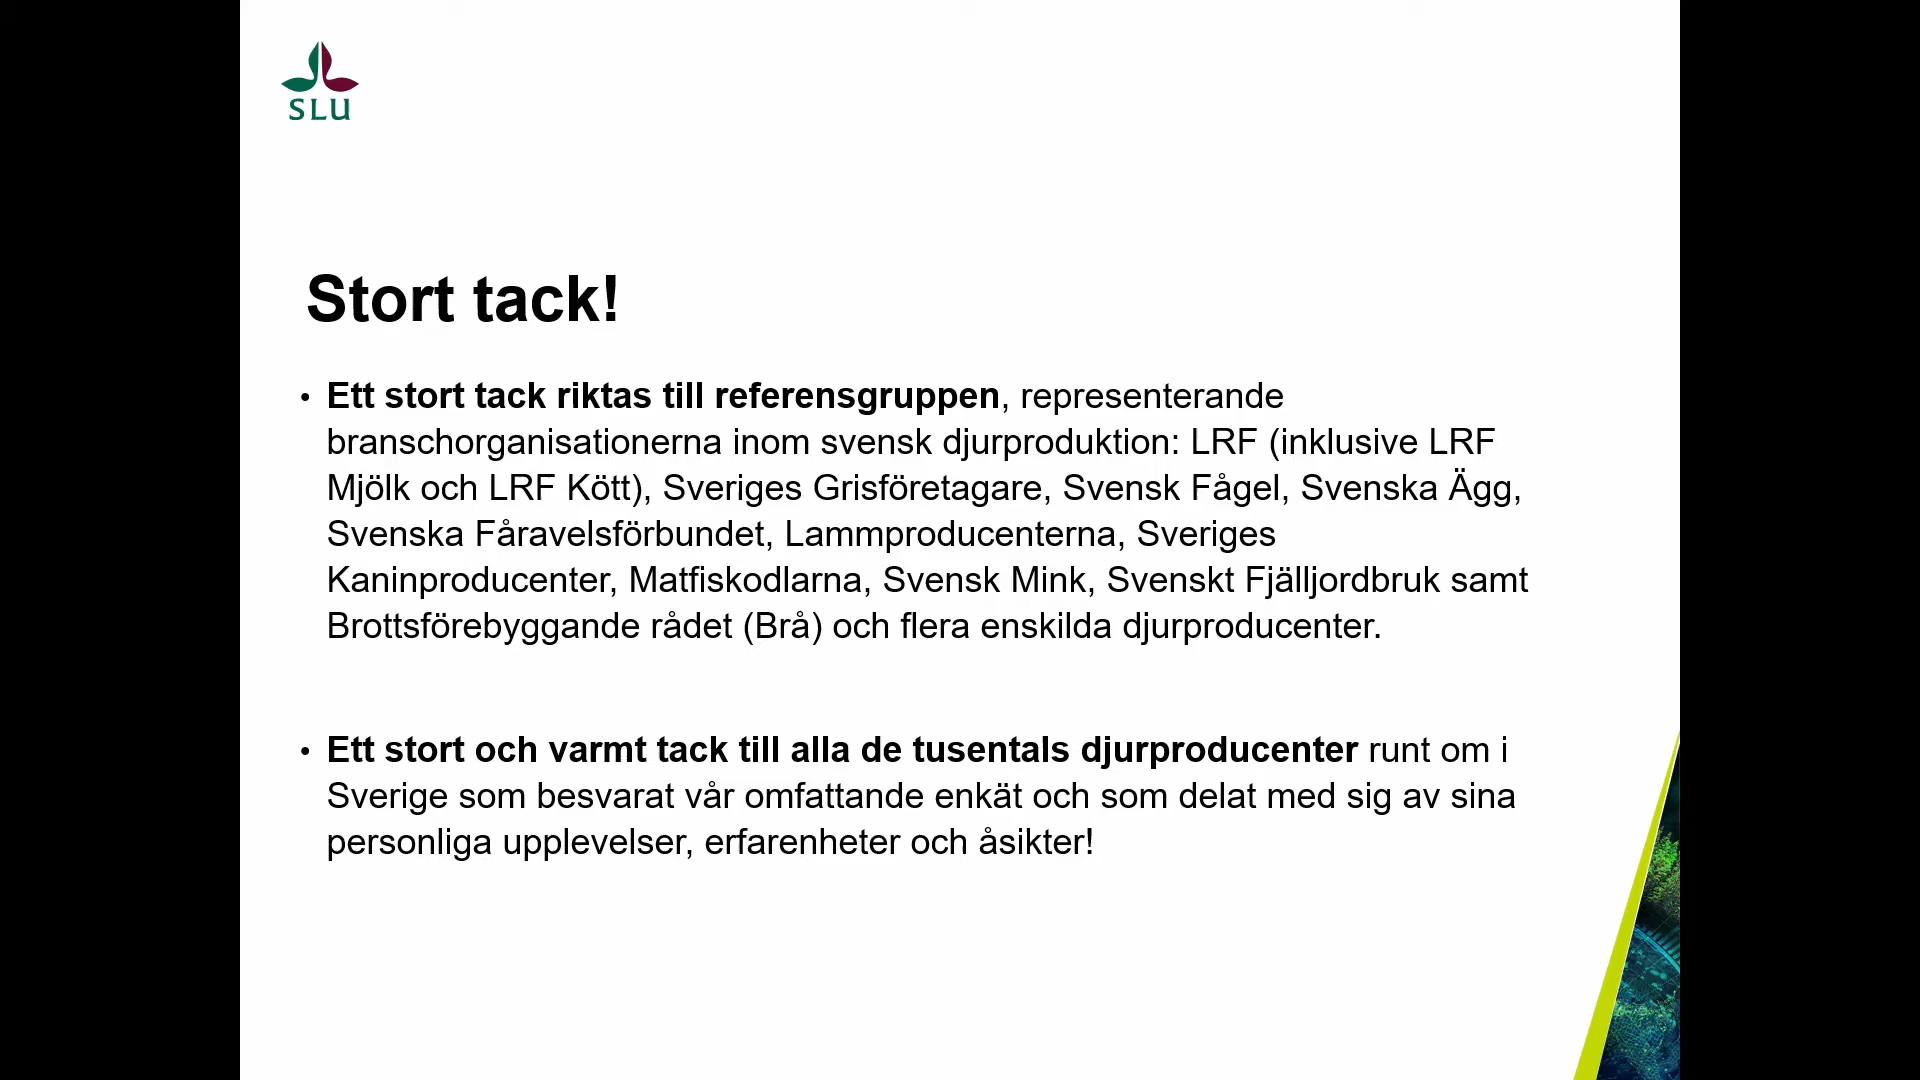 SLU
Stort tack!
• Ett stort tack riktas till referensgruppen, representerande
branschorganisationerna inom svensk djurproduktion: LRF (inklusive LRF
Mjölk och LRF Kött), Sveriges Grisföretagare, Svensk Fågel, Svenska Ägg,
Svenska Fåravelsförbundet, Lammproducenterna, Sveriges
Kaninproducenter, Matfiskodlarna, Svensk Mink, Svenskt Fjälljordbruk samt
Brottsförebyggande rådet (Brå) och flera enskilda djurproducenter.
• Ett stort och varmt tack till alla de tusentals djurproducenter runt om i
Sverige som besvarat vår omfattande enkät och som delat med sig av sina
personliga upplevelser, erfarenheter och åsikter!